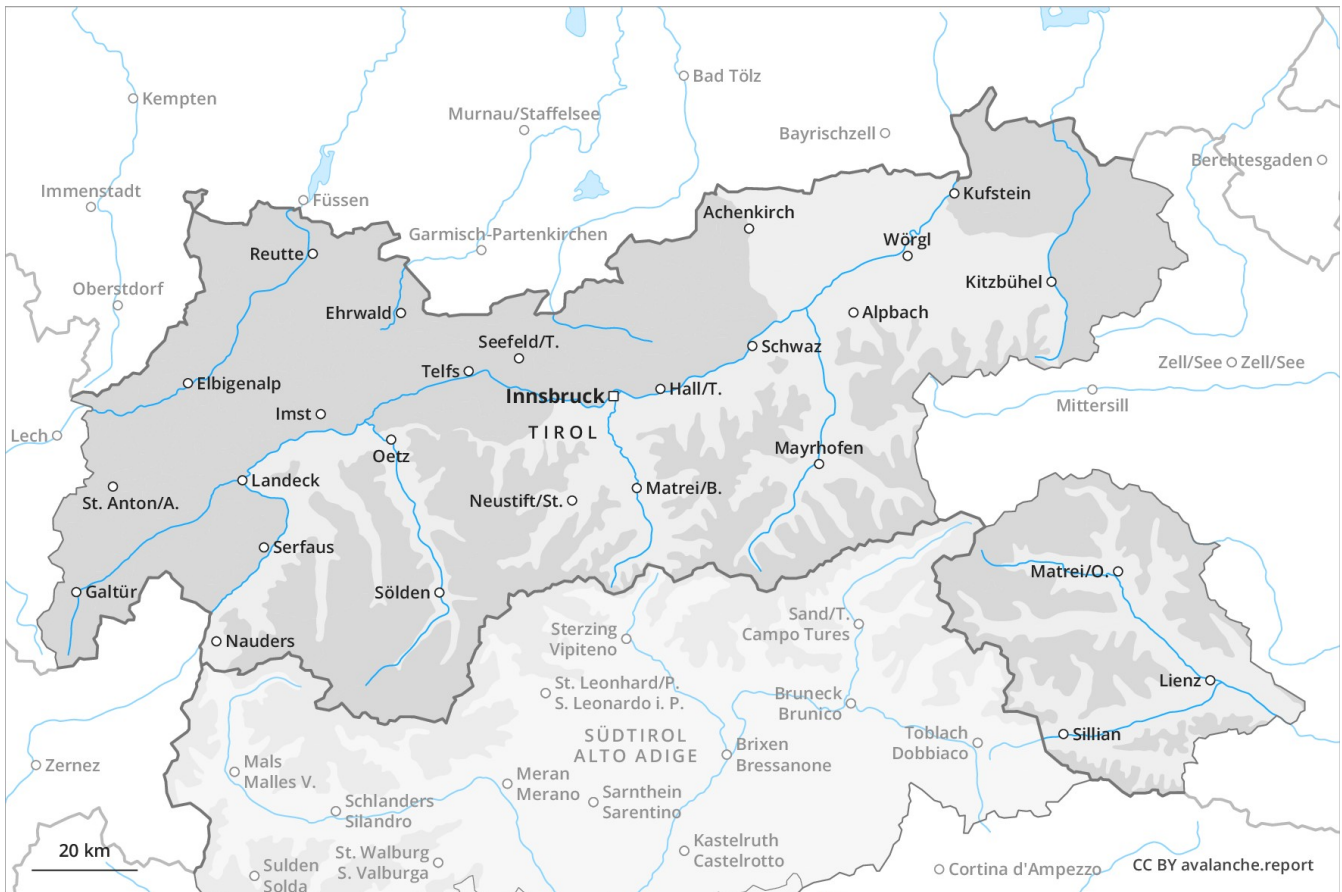 Kempten
Bad Tölz
Murnau/Staffelsee
Bayrischzell
Berchtesgaden
Immenstadt
Füssen
Kufstein
Achenkirch
Garmisch-Partenkirchen
Wörgl
Reutte
Oberstdorf
Kitzbühel
Ehrwald
Alpbach
Seefeld/T.
Schwaz
Telfs
Zell/See
Zell/See
Elbigenalp
Innsbruck
Hall/T.
Mittersill
Imst
Lech
TIROL
Oetz
Mayrhofen
Landeck
Matrei/B.
St. Anton/A.
Neustift/St.
Serfaus
Matrei/O.
Galtür
Sölden
Sand/T.
Campo Tures
Nauders
Sterzing
Vipiteno
Lienz
St. Leonhard/P.
S. Leonardo i. P.
Bruneck
Brunico
SÜDTIROL
ALTO ADIGE
Toblach
Dobbiaco
Sillian
Brixen
Bressanone
Zernez
Mals
Malles V.
Meran
Merano
Sarnthein
Sarentino
Schlanders
Silandro
Kastelruth
Castelrotto
20 km
St. Walburg
S. Valburga
Sulden
Solda
Cortina d'Ampezzo
CC BY avalanche.report